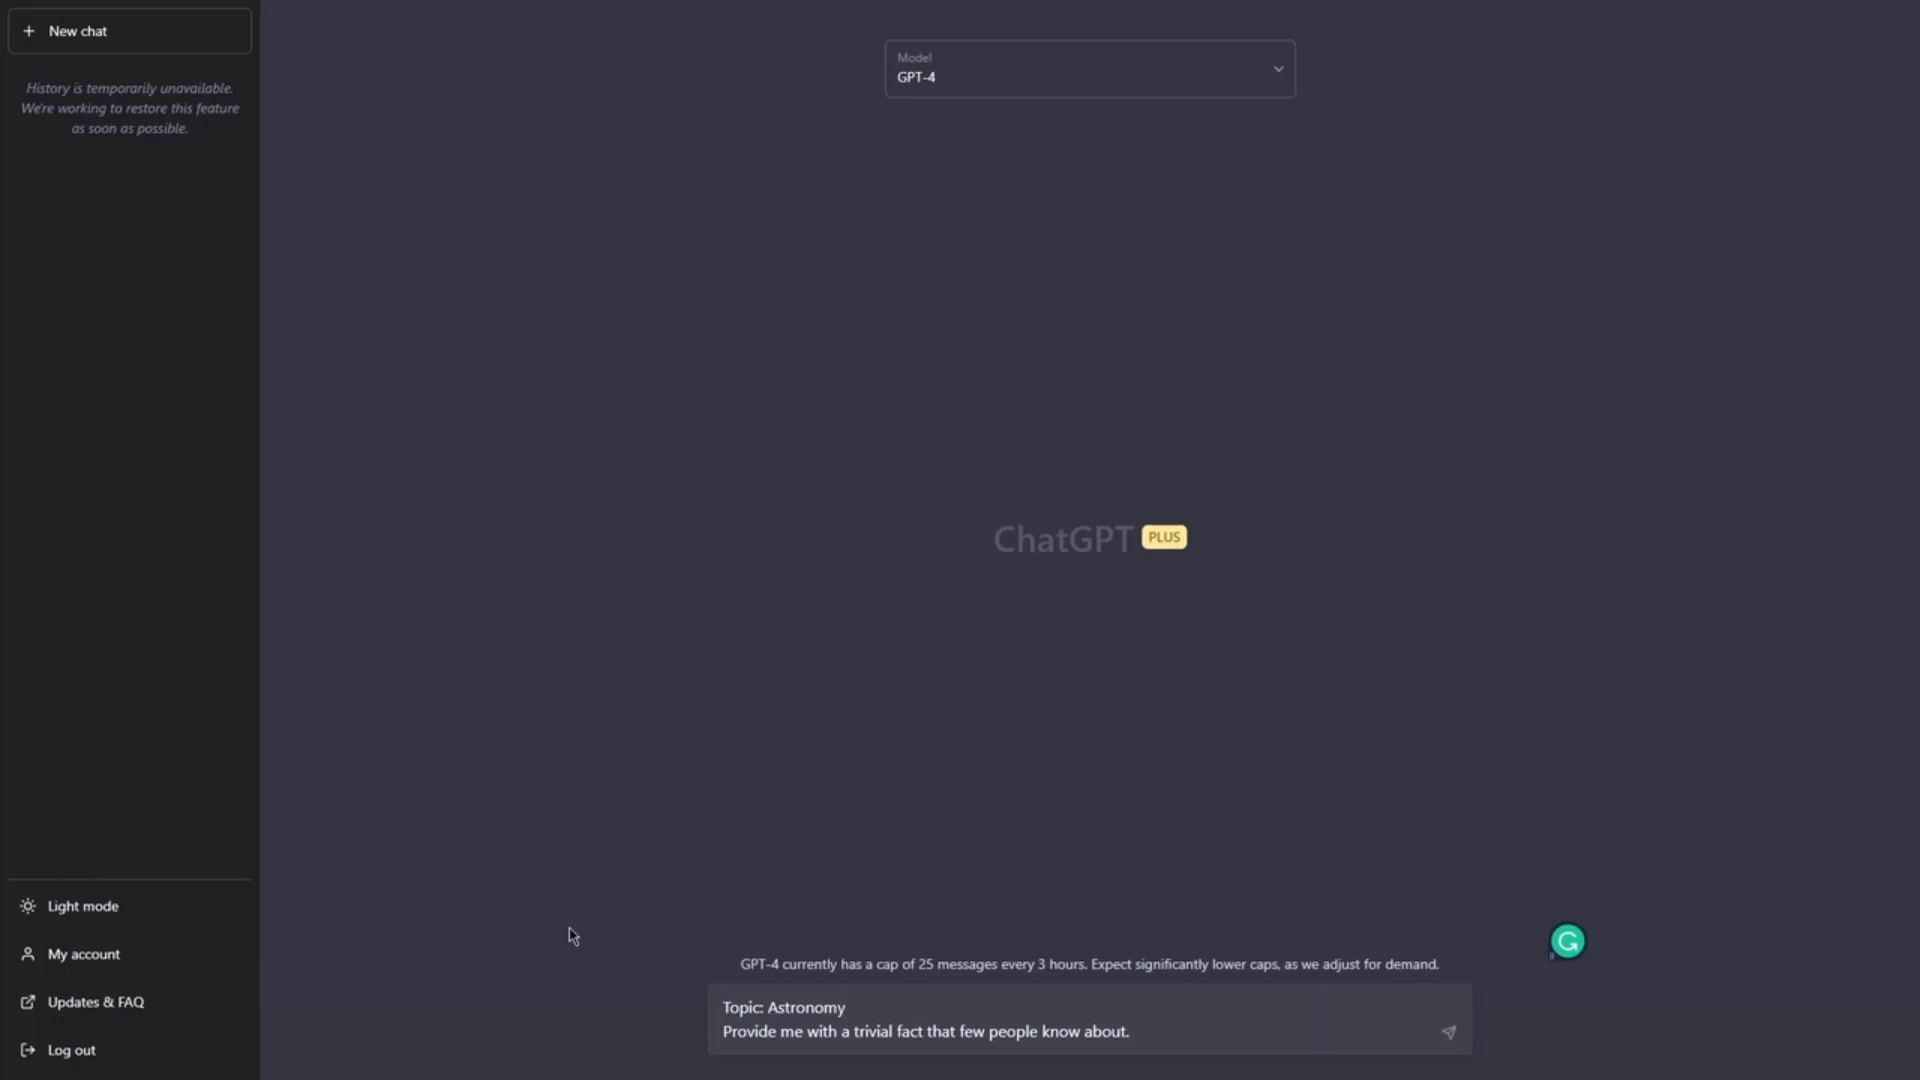 New chat
History is temporarily unavailable.
We're working to restore this feature
as soon as possible.
Model
GPT-4
ChatGPT PLUS
GPT-4 currently has a cap of 25 messages every 3 hours. Expect significantly lower caps, as we adjust for demand.
Topic: Astronomy
Provide me with a trivial fact that few people know about.
Light mode
My account
Updates & FAQ
Log out